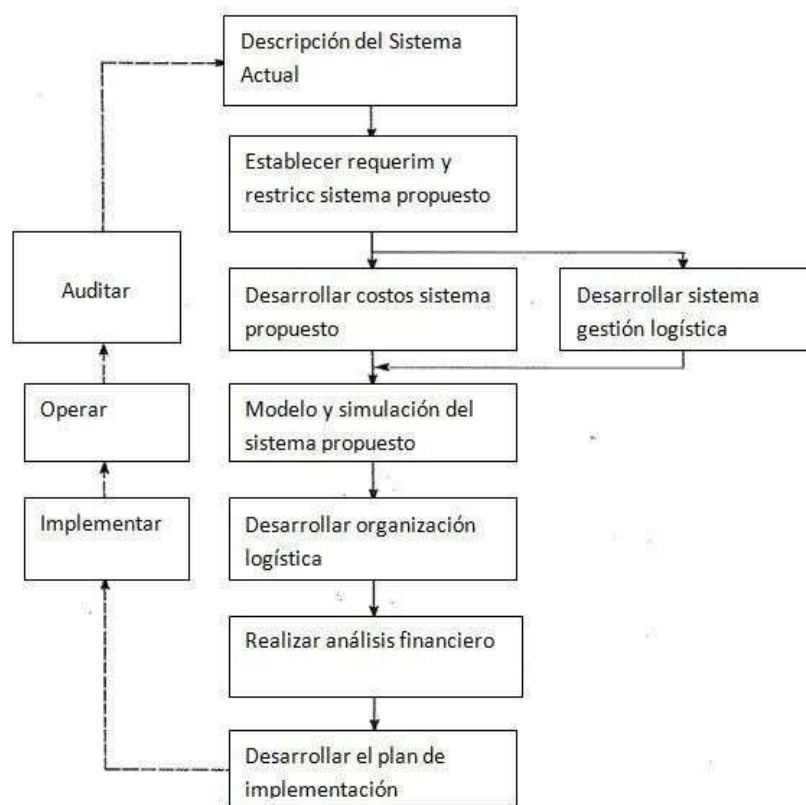 Descripción del Sistema
Actual
Establecer requerim y
restricc sistema propuesto
Auditar
Desarrollar costos sistema
propuesto
Desarrollar sistema
gestión logística
Operar
Modelo y simulación del
sistema propuesto
Implementar
Desarrollar organización
logística
Realizar análisis financiero
Desarrollar el plan de
implementación